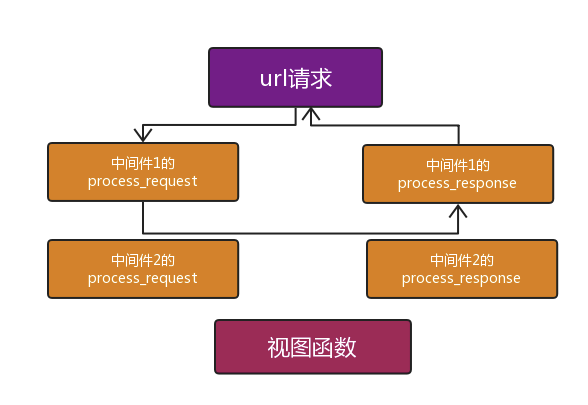 url请求
中间件1的
process_request
中间件1的
process_response
中间件2的
process_request
中间件2的
process_response
视图函数